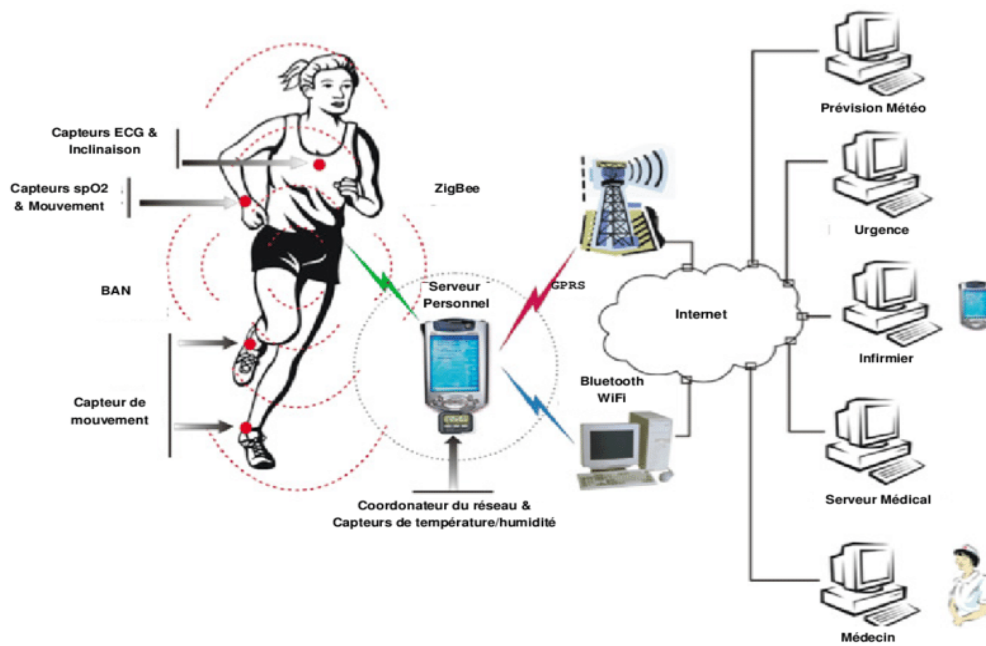 Capteurs ECG &
Inclinaison
Capteurs spO2
& Mouvement
BAN
Capteur de
mouvement
ZigBee
Serveur
Personnel
Coordonateur du réseau &
Capteurs de température/humidité
GPRS
Bluetooth
WiFi
Internet
Prévision Météo
Urgence
Infirmier
Serveur Médical
Médecin